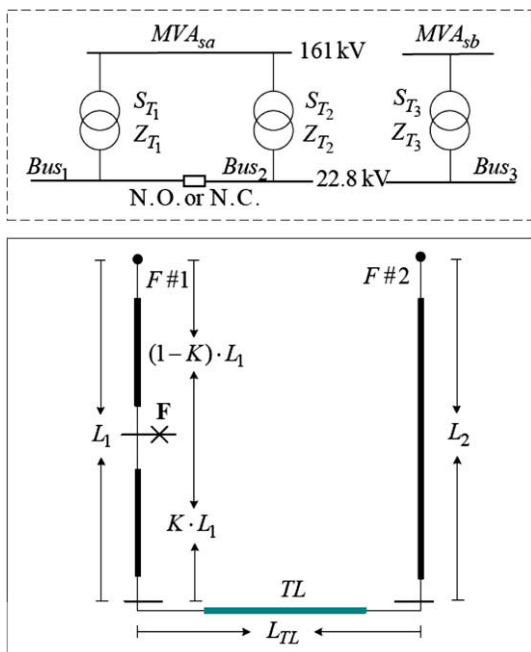 MVA_sa
161 kV
MVA_sb
S_T1
Z_T1
S_T2
Z_T2
S_T3
Z_T3
Bus_1
Bus_2
22.8 kV
Bus_3
N.O. or N.C.
F #1
F #2
(1−K)·L_1
F
L_1
L_2
K·L_1
TL
L_TL